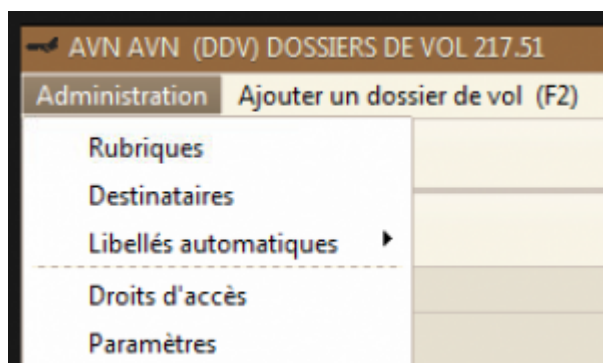 AVN AVN (DDV) DOSSIERS DE VOL 217.51
Administration Ajouter un dossier de vol (F2)
Rubriques
Destinataires
Libellés automatiques
Droits d'accès
Paramètres